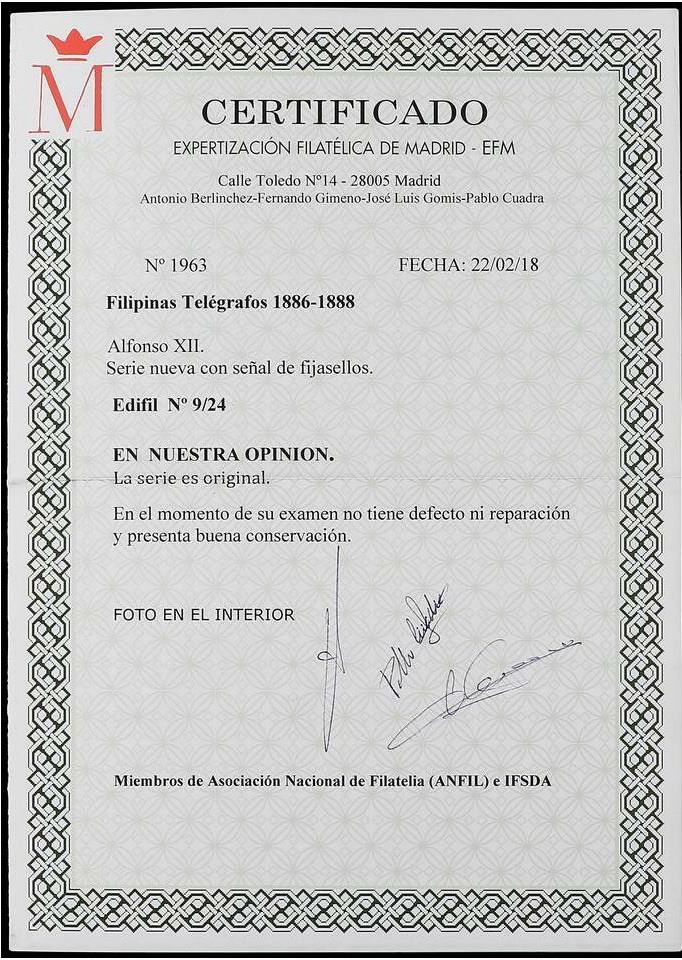 M
CERTIFICADO
EXPERTIZACIÓN FILATÉLICA DE MADRID - EFM
Calle Toledo Nº14 - 28005 Madrid
Antonio Berlinchez-Fernando Gimeno-José Luis Gomis-Pablo Cuadra
Nº 1963 FECHA: 22/02/18
Filipinas Telégrafos 1886-1888
Alfonso XII.
Serie nueva con señal de fijasellos.
Edifil Nº 9/24
EN NUESTRA OPINION.
La serie es original.
En el momento de su examen no tiene defecto ni reparación
y presenta buena conservación.
FOTO EN EL INTERIOR
Miembros de Asociación Nacional de Filatelia (ANFIL) e IFSDA